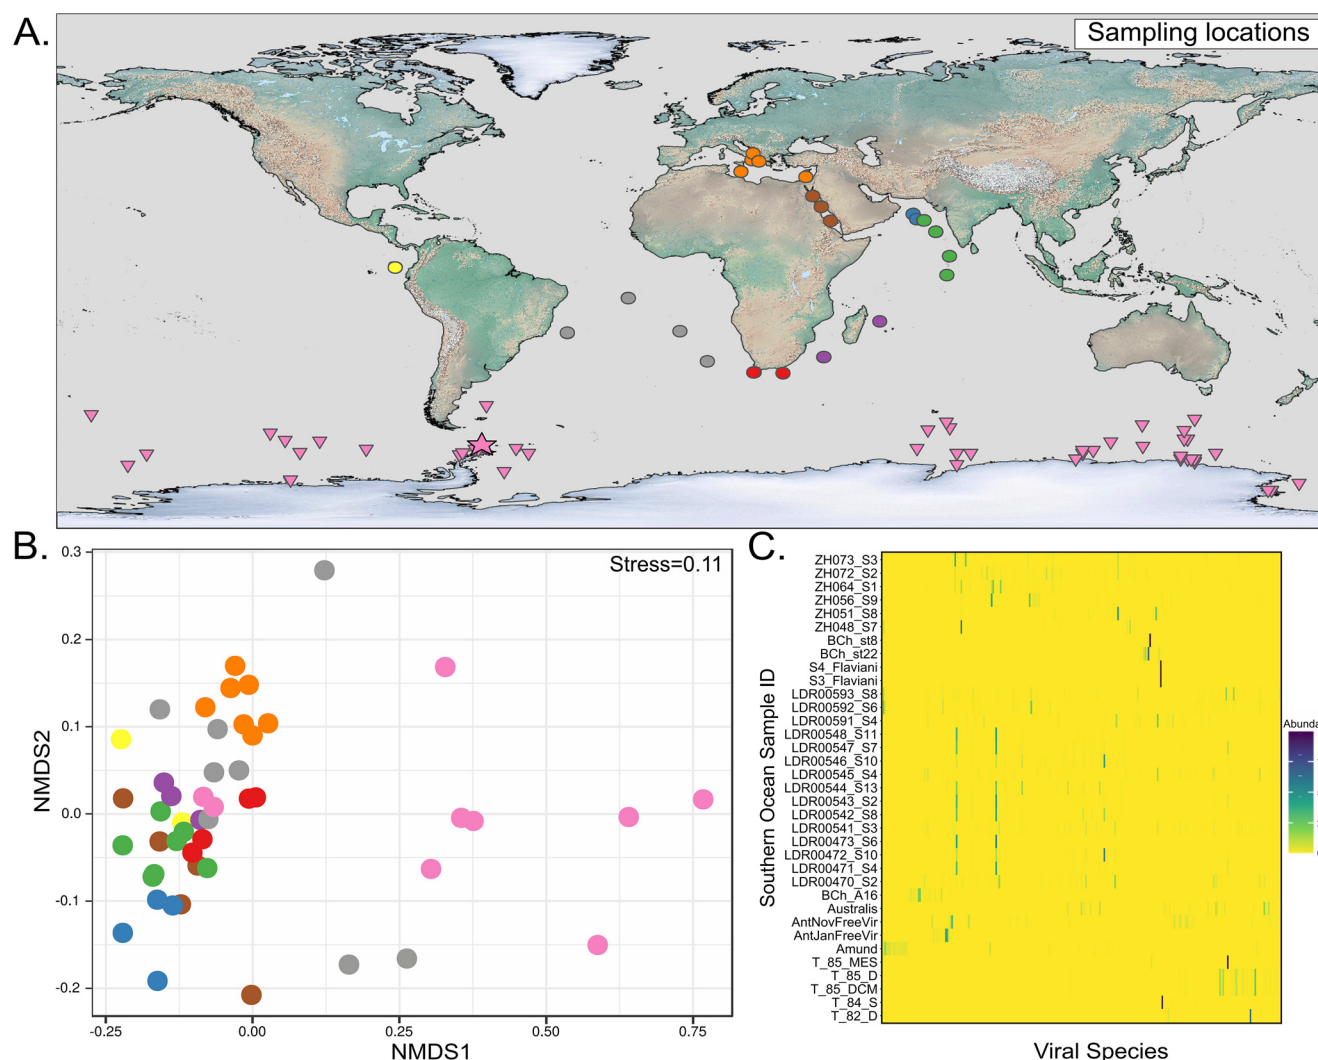 A.
Sampling locations
B.
Stress=0.11
0.3
0.2
0.1
0.0
-0.1
-0.2
NMDS2
-0.25
0.00
0.25
0.50
0.75
NMDS1
C.
Southern Ocean Sample ID
ZH073_S3
ZH072_S2
ZH064_S1
ZH056_S9
ZH051_S8
ZH048_S7
BCh_st8
BCh_st22
S4_Flaviani
S3_Flaviani
LDR00593_S8
LDR00592_S6
LDR00591_S4
LDR00548_S11
LDR00547_S7
LDR00546_S10
LDR00545_S4
LDR00544_S13
LDR00543_S2
LDR00542_S8
LDR00541_S3
LDR00473_S6
LDR00472_S10
LDR00471_S4
LDR00470_S2
BCh_A16
Australis
AntNovFreeVir
AntJanFreeVir
Amund
T_85_MES
T_85_D
T_85_DCM
T_84_S
T_82_D
Viral Species
Abunda